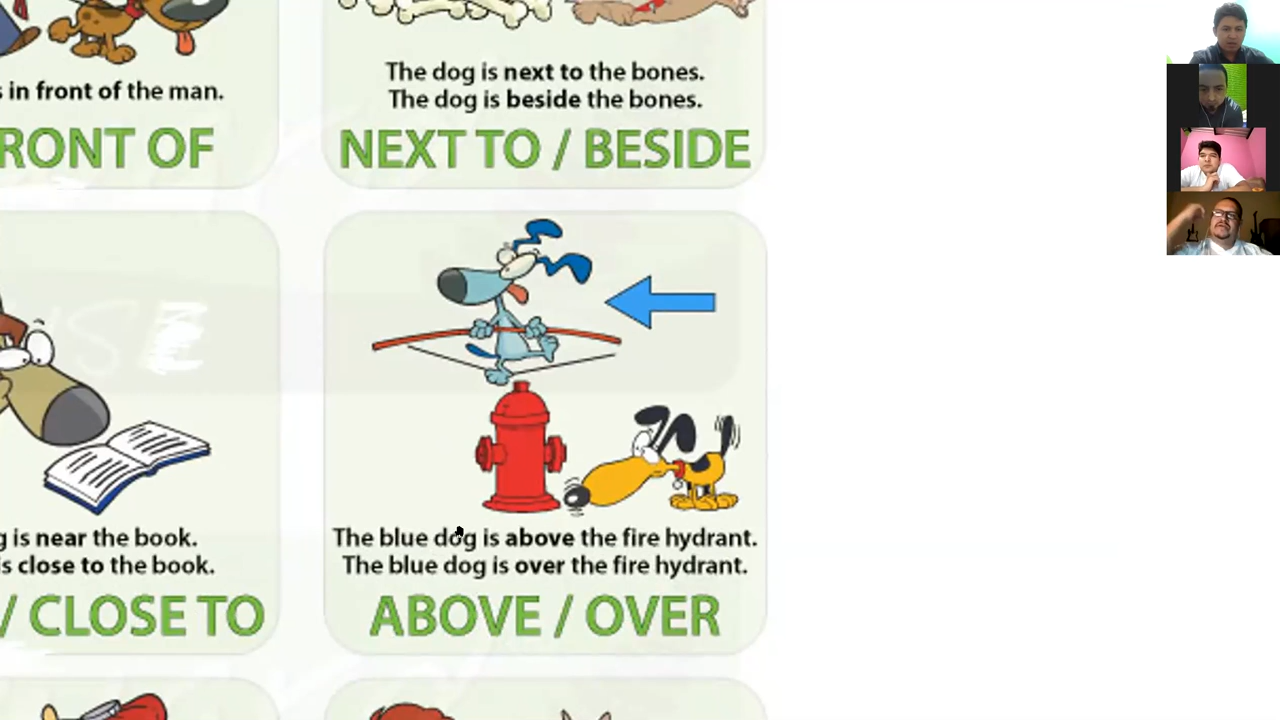 s in front of the man.
RONT OF
The dog is next to the bones.
The dog is beside the bones.
NEXT TO / BESIDE
g is near the book.
is close to the book.
/ CLOSE TO
The blue dog is above the fire hydrant.
The blue dog is over the fire hydrant.
ABOVE / OVER